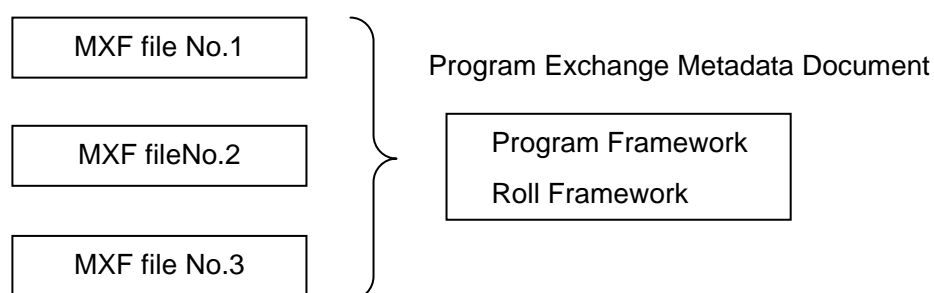 MXF file No.1
MXF fileNo.2
MXF file No.3
Program Exchange Metadata Document
Program Framework
Roll Framework